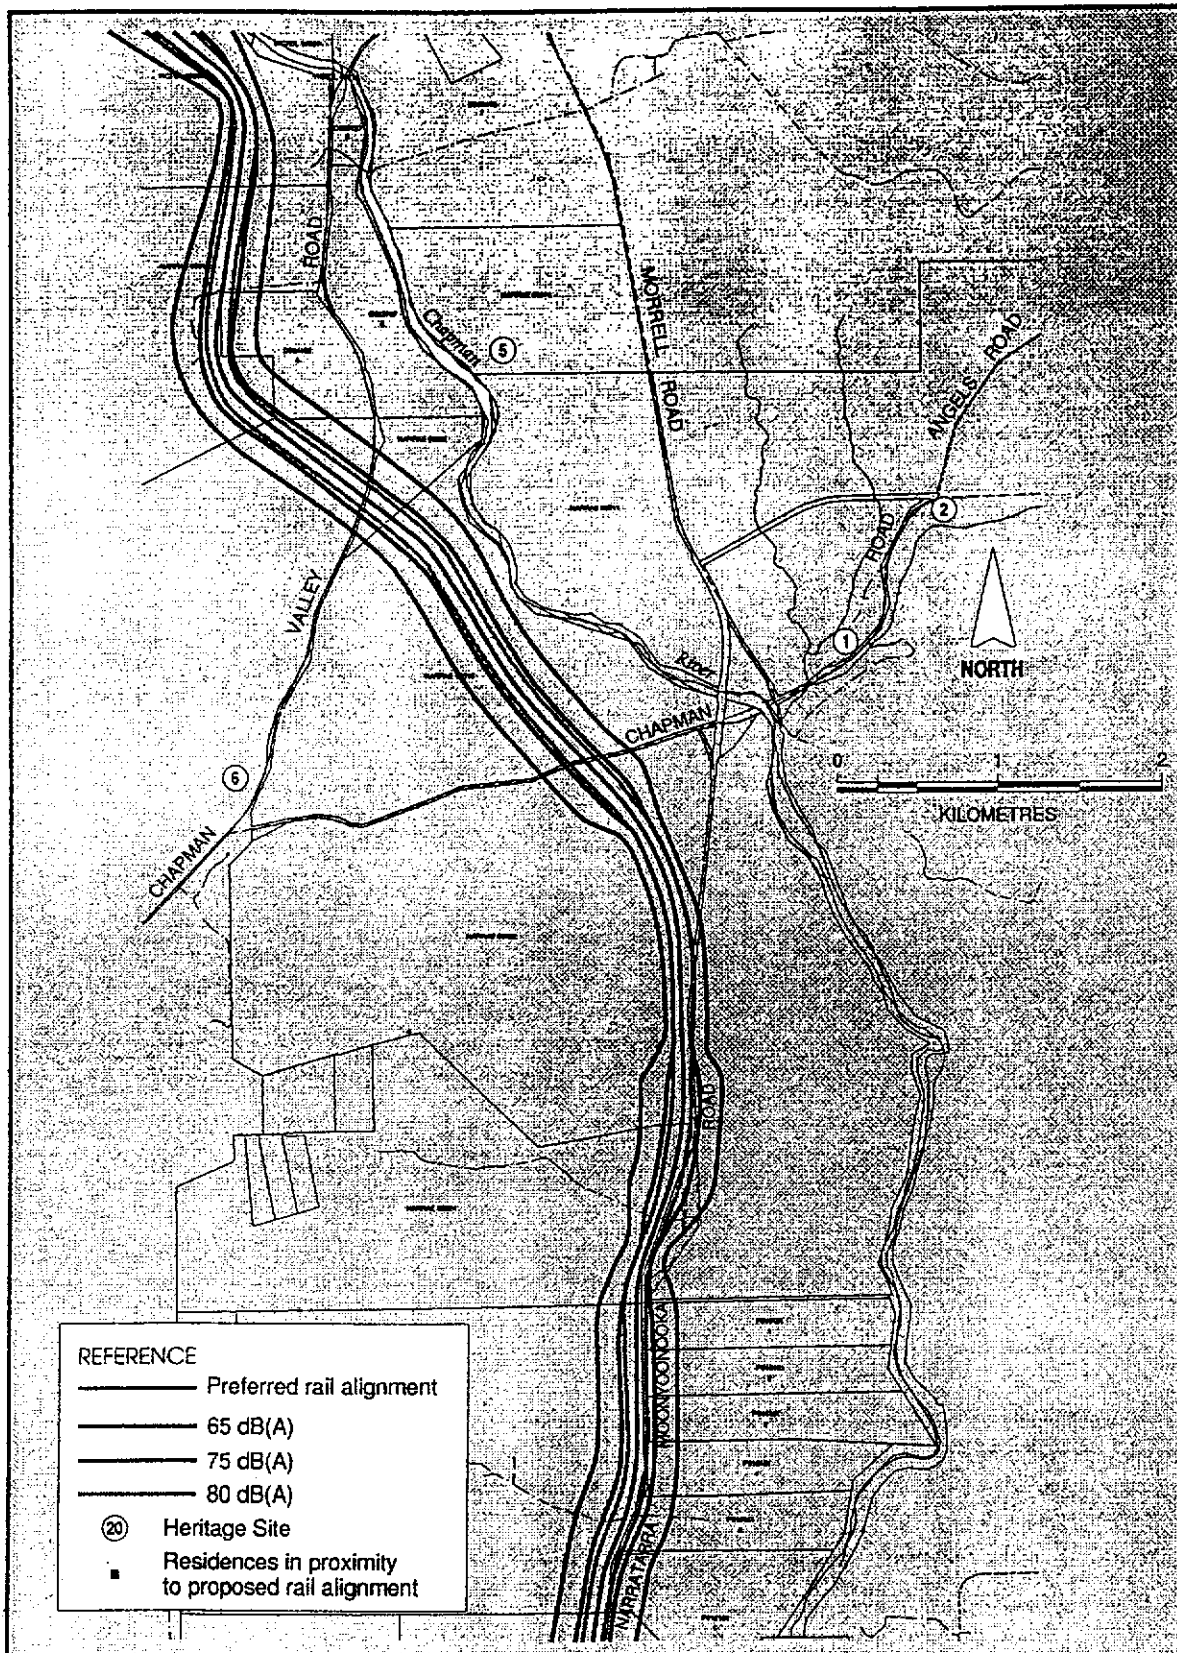 ROAD
Chapman
5
MORRELL ROAD
ANGELS ROAD
2
ROAD
1
NORTH
VALLEY
River
CHAPMAN
6
CHAPMAN
0 1 2
KILOMETRES
ROAD
MOONYOONOOKA
NARRATARRA
REFERENCE
Preferred rail alignment
65 dB(A)
75 dB(A)
80 dB(A)
20 Heritage Site
Residences in proximity
to proposed rail alignment